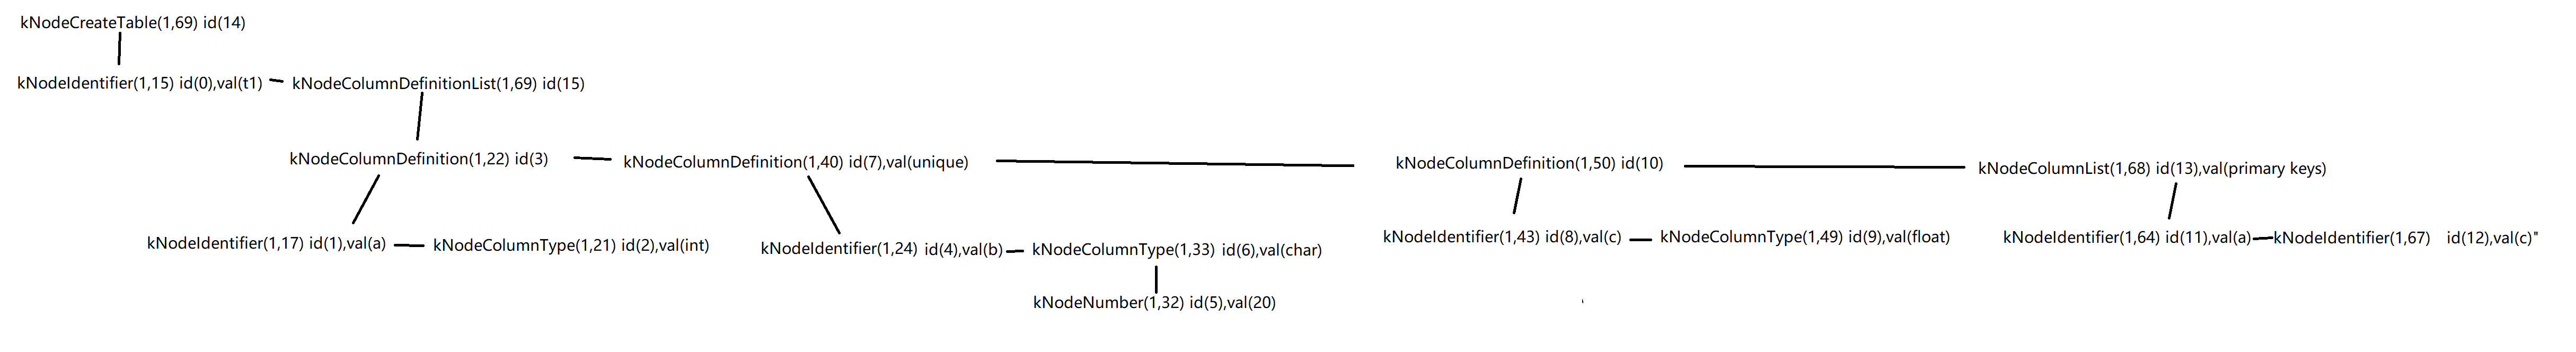 kNodeCreateTable(1,69) id(14)
kNodeIdentifier(1,15) id(0),val(t1) kNodeColumnDefinitionList(1,69) id(15)
kNodeColumnDefinition(1,22) id(3) kNodeColumnDefinition(1,40) id(7),val(unique) kNodeColumnDefinition(1,50) id(10) kNodeColumnList(1,68) id(13),val(primary keys)
kNodeIdentifier(1,17) id(1),val(a) kNodeColumnType(1,21) id(2),val(int) kNodeIdentifier(1,24) id(4),val(b) kNodeColumnType(1,33) id(6),val(char) kNodeIdentifier(1,43) id(8),val(c) kNodeColumnType(1,49) id(9),val(float) kNodeIdentifier(1,64) id(11),val(a) kNodeIdentifier(1,67) id(12),val(c)"
kNodeNumber(1,32) id(5),val(20)